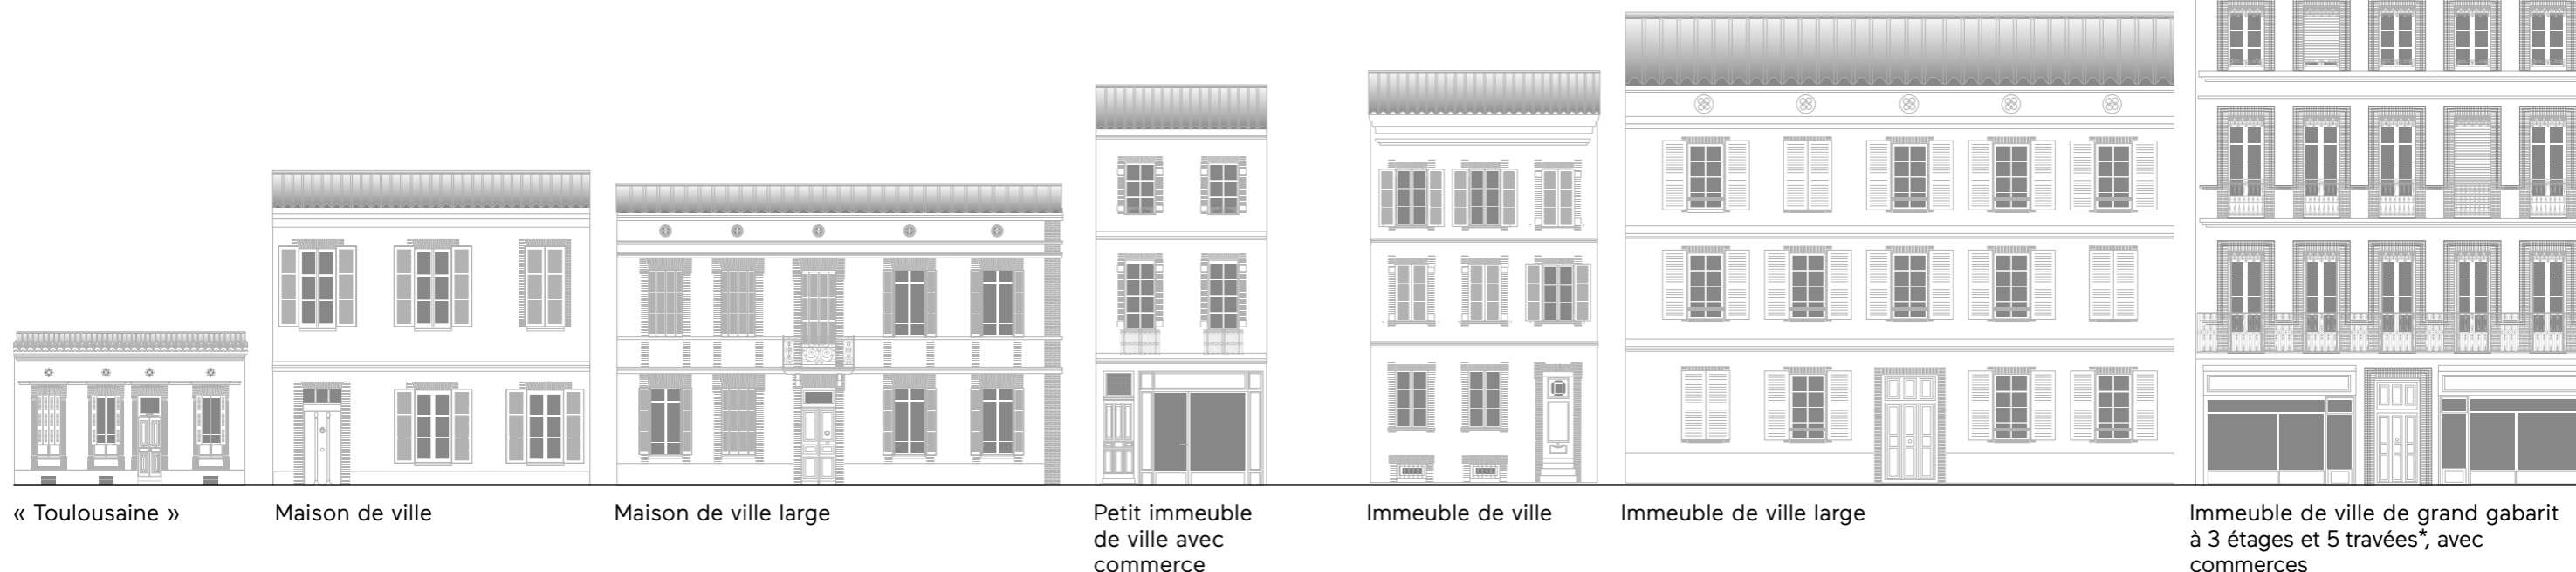 « Toulousaine »
Maison de ville
Maison de ville large
Petit immeuble
de ville avec
commerce
Immeuble de ville
Immeuble de ville large
Immeuble de ville de grand gabarit
à 3 étages et 5 travées*, avec
commerces